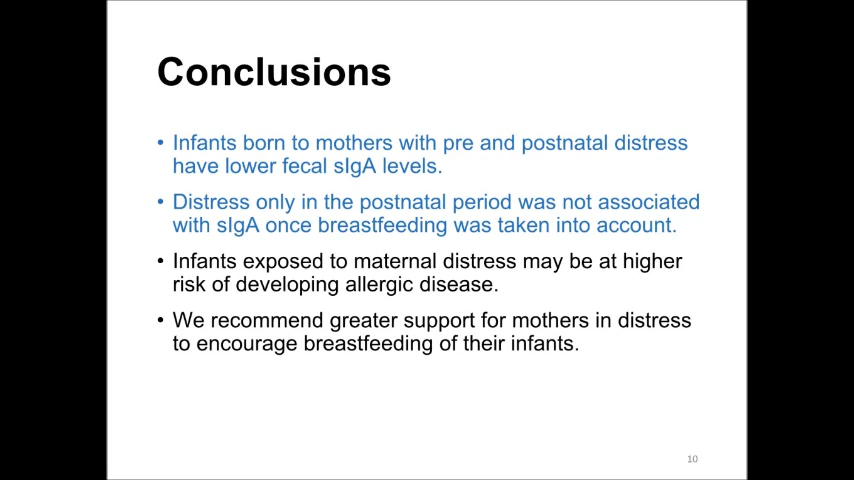 Conclusions
• Infants born to mothers with pre and postnatal distress
have lower fecal sIgA levels.
• Distress only in the postnatal period was not associated
with sIgA once breastfeeding was taken into account.
• Infants exposed to maternal distress may be at higher
risk of developing allergic disease.
• We recommend greater support for mothers in distress
to encourage breastfeeding of their infants.
10